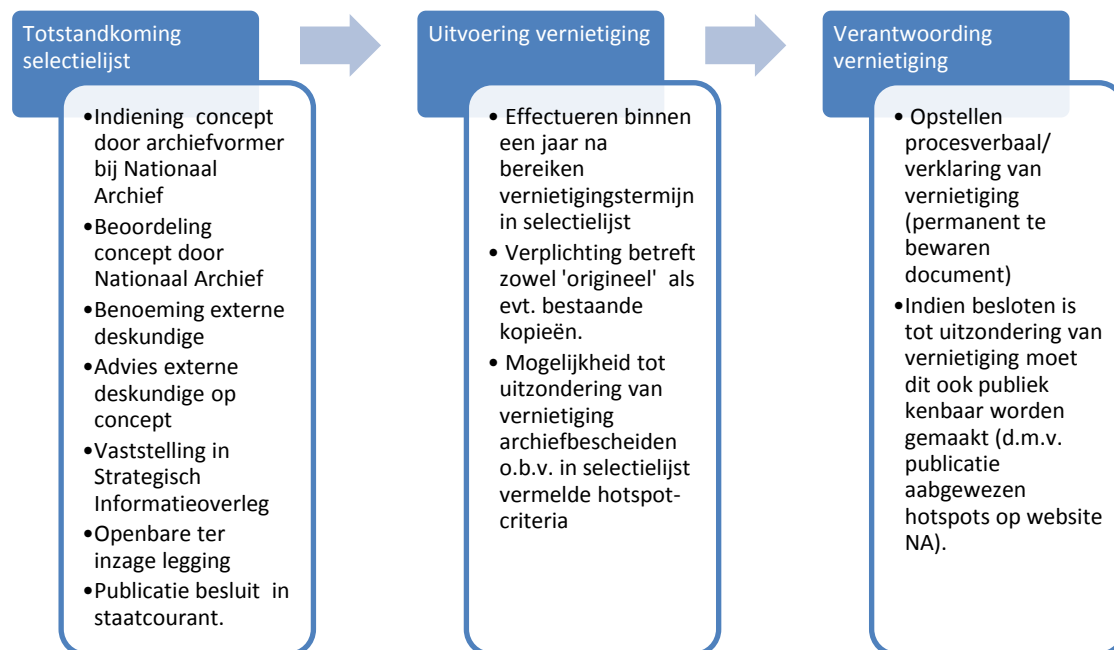 Totstandkoming
selectielijst
•Indiening concept
door archiefvormer
bij Nationaal
Archief
•Beoordeling
concept door
Nationaal Archief
•Benoeming externe
deskundige
•Advies externe
deskundige op
concept
•Vaststelling in
Strategisch
Informatieoverleg
•Openbare ter
inzage legging
•Publicatie besluit in
staatcourant.
Uitvoering vernietiging
• Effectueren binnen
een jaar na
bereiken
vernietigingstermijn
in selectielijst
• Verplichting betreft
zowel 'origineel' als
evt. bestaande
kopieën.
• Mogelijkheid tot
uitzondering van
vernietiging
archiefbescheiden
o.b.v. in selectielijst
vermelde hotspot-
criteria
Verantwoording
vernietiging
• Opstellen
procesverbaal/
verklaring van
vernietiging
(permanent te
bewaren
document)
•Indien besloten is
tot uitzondering van
vernietiging moet
dit ook publiek
kenbaar worden
gemaakt (d.m.v.
publicatie
aabgewezen
hotspots op website
NA).